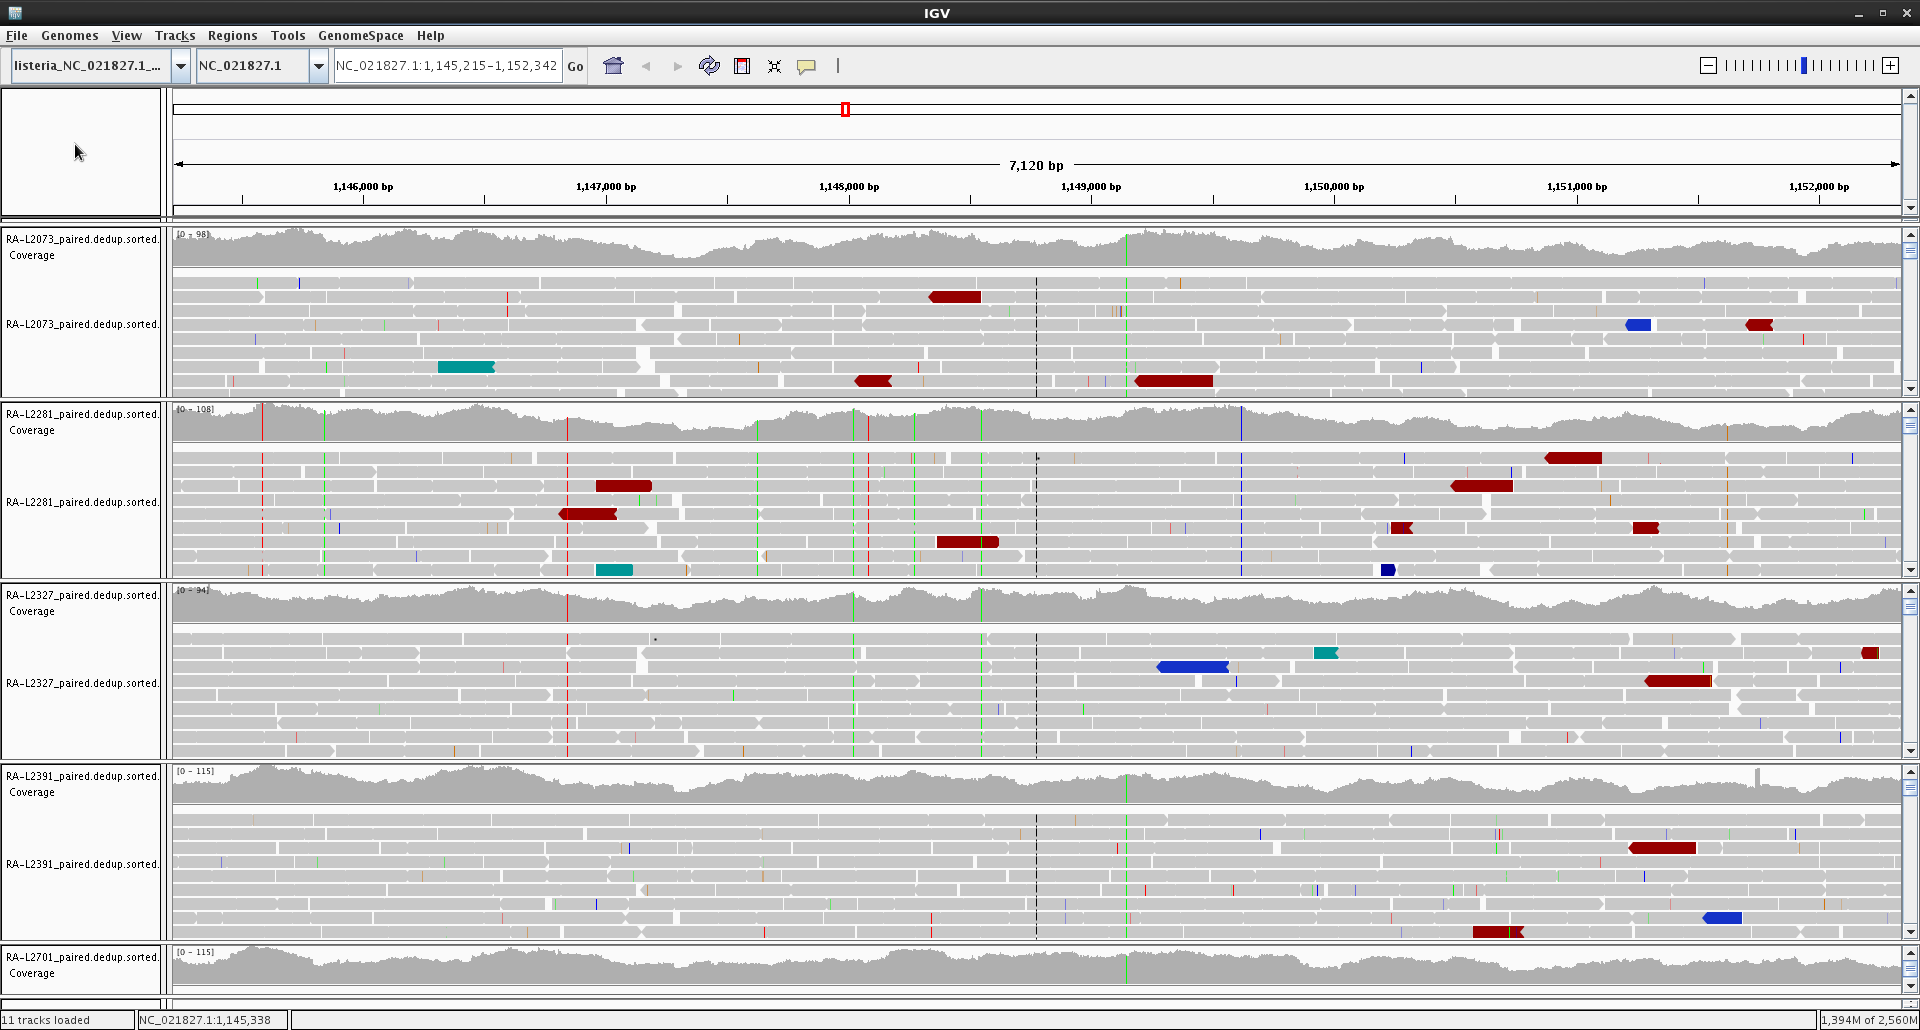 IGV
File Genomes View Tracks Regions Tools GenomeSpace Help
listeria_NC_021827.1_... NC_021827.1 NC_021827.1:1,145,215-1,152,342 Go
7,120 bp
1,146,000 bp 1,147,000 bp 1,148,000 bp 1,149,000 bp 1,150,000 bp 1,151,000 bp 1,152,000 bp
RA-L2073_paired.dedup.sorted. [0 - 98]
Coverage
RA-L2073_paired.dedup.sorted.
RA-L2281_paired.dedup.sorted. [0 - 108]
Coverage
RA-L2281_paired.dedup.sorted.
RA-L2327_paired.dedup.sorted. [0 - 94]
Coverage
RA-L2327_paired.dedup.sorted.
RA-L2391_paired.dedup.sorted. [0 - 115]
Coverage
RA-L2391_paired.dedup.sorted.
RA-L2701_paired.dedup.sorted. [0 - 115]
Coverage
11 tracks loaded NC_021827.1:1,145,338 1,394M of 2,560M